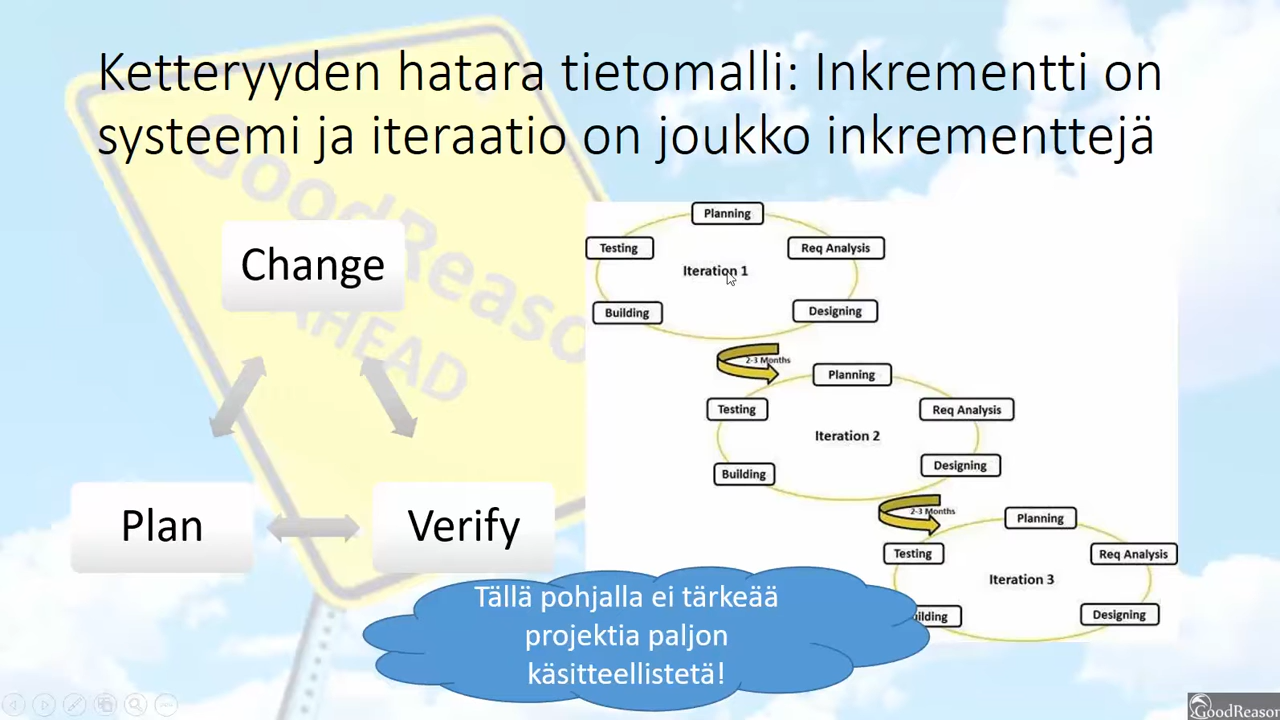 Ketteryyden hatara tietomalli: Inkrementti on
systeemi ja iteraatio on joukko inkrementtejä
GoodReason
AHEAD
Change
Plan
Verify
Planning
Testing
Req Analysis
Iteration 1
Building
Designing
2-3 Months
Planning
Testing
Req Analysis
Iteration 2
Building
Designing
2-3 Months
Planning
Testing
Req Analysis
Iteration 3
Designing
Tällä pohjalla ei tärkeää
projektia paljon
käsitteellistetä!
GoodReason